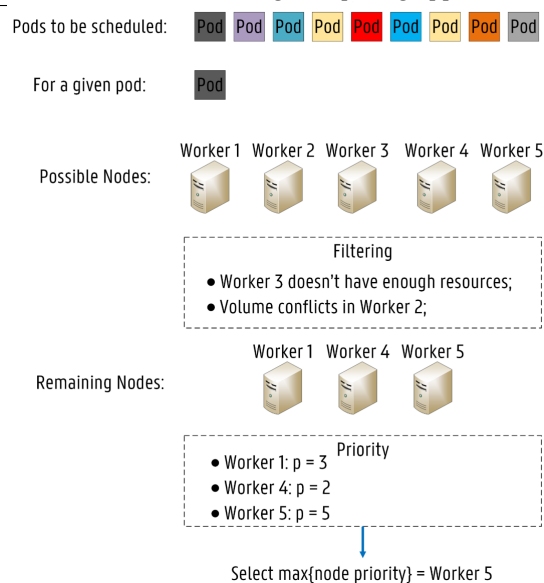 Pods to be scheduled: Pod Pod Pod Pod Pod Pod Pod Pod Pod
For a given pod: Pod
Worker 1 Worker 2 Worker 3 Worker 4 Worker 5
Possible Nodes:
Filtering
● Worker 3 doesn't have enough resources;
● Volume conflicts in Worker 2;
Worker 1 Worker 4 Worker 5
Remaining Nodes:
Priority
● Worker 1: p = 3
● Worker 4: p = 2
● Worker 5: p = 5
Select max{node priority} = Worker 5